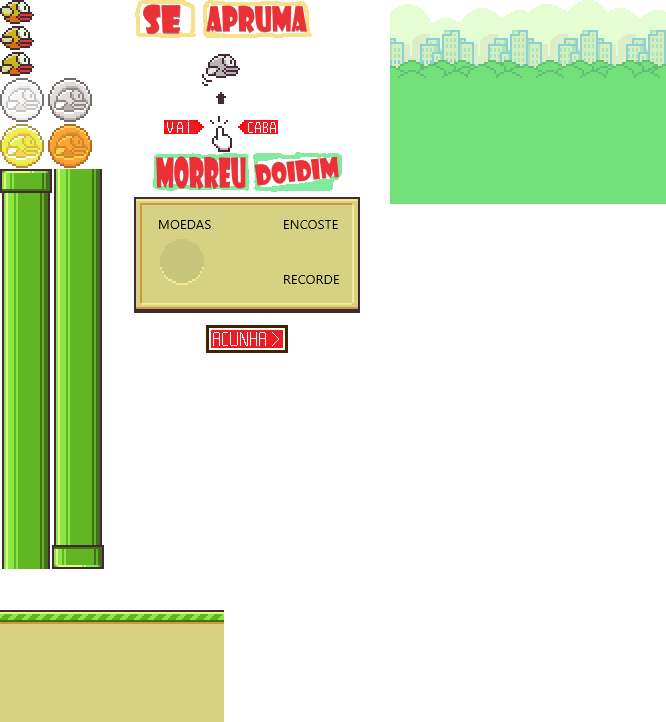 SE APRUMA
VAI CABA
MORREU DOIDIM
MOEDAS ENCOSTE
RECORDE
ACUNHA >